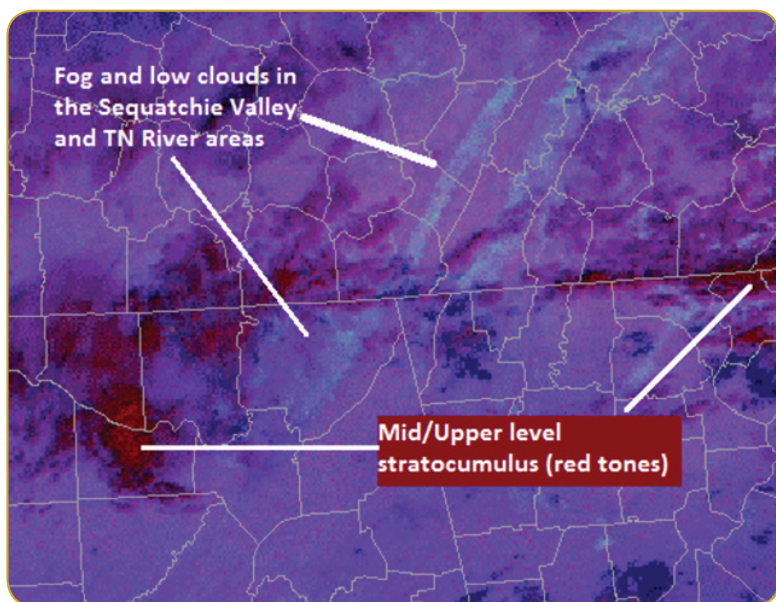 Fog and low clouds in
the Sequatchie Valley
and TN River areas
Mid/Upper level
stratocumulus (red tones)